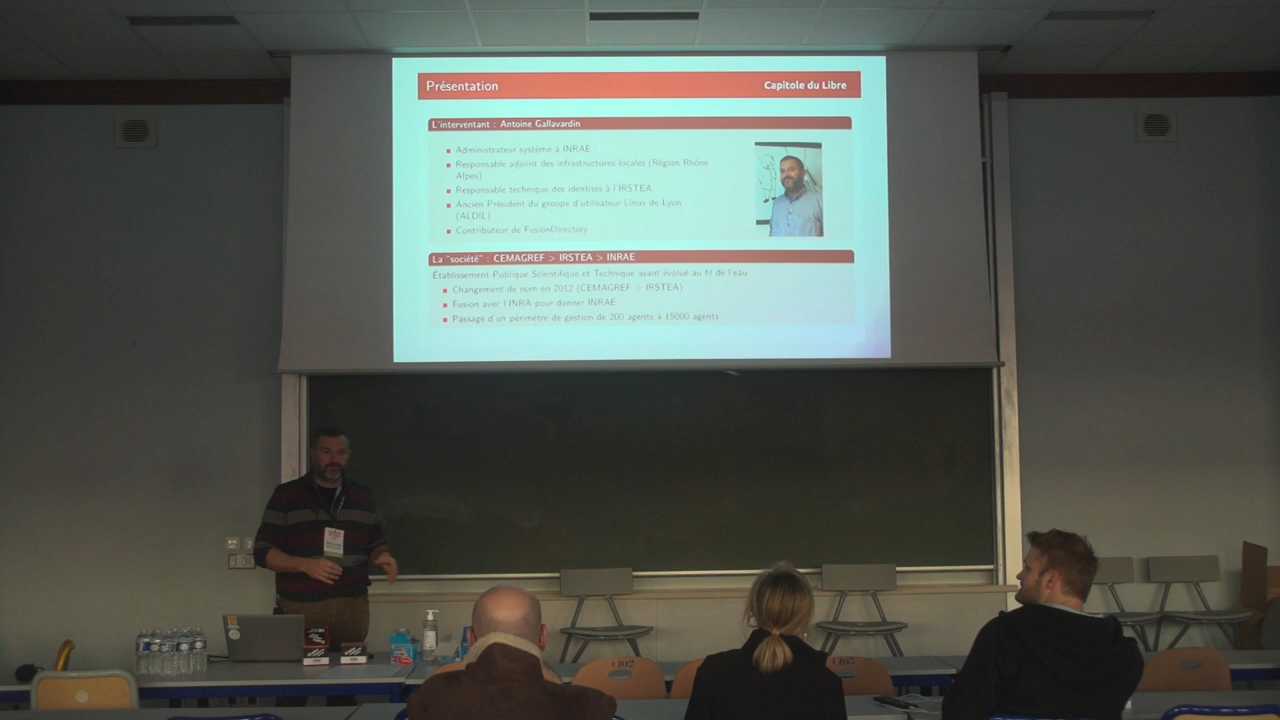 Présentation
Capitole du Libre
L'interventant : Antoine Gallavardin
Administrateur système à INRAE
Responsable adjoint des infrastructures locales (Région Rhône
Alpes)
Responsable technique des identités à l'IRSTEA
Ancien Président du groupe d'utilisateur Linux de Lyon
(ALDIL)
Contributeur de FusionDirectory
La "société" : CEMAGREF > IRSTEA > INRAE
Établissement Publique Scientifique et Technique ayant évolué au fil de l'eau
Changement de nom en 2012 (CEMAGREF > IRSTEA)
Fusion avec l'INRA pour donner INRAE
Passage d'un périmètre de gestion de 200 agents à 15000 agents
C102
C105